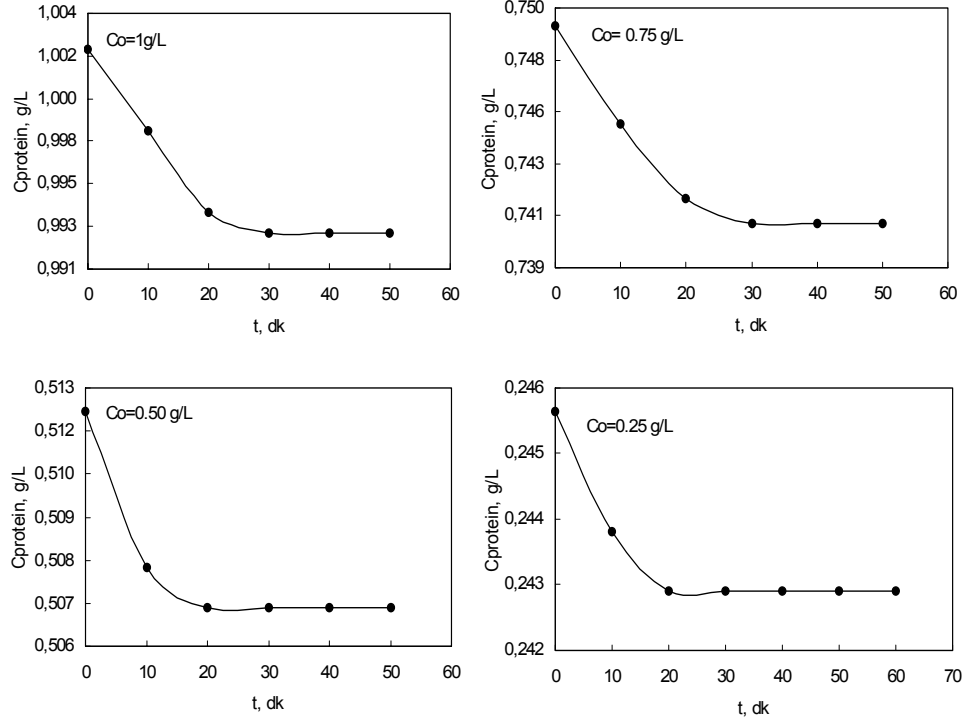 Cprotein, g/L
1,004
1,002
1,000
0,998
0,995
0,993
0,991
Co=1g/L
0 10 20 30 40 50 60
t, dk
Cprotein, g/L
0,750
0,748
0,746
0,743
0,741
0,739
Co= 0.75 g/L
0 10 20 30 40 50 60
t, dk
Cprotein, g/L
0,513
0,512
0,510
0,509
0,508
0,507
0,506
Co=0.50 g/L
0 10 20 30 40 50 60
t, dk
Cprotein, g/L
0,246
0,245
0,244
0,243
0,242
Co=0.25 g/L
0 10 20 30 40 50 60 70
t, dk